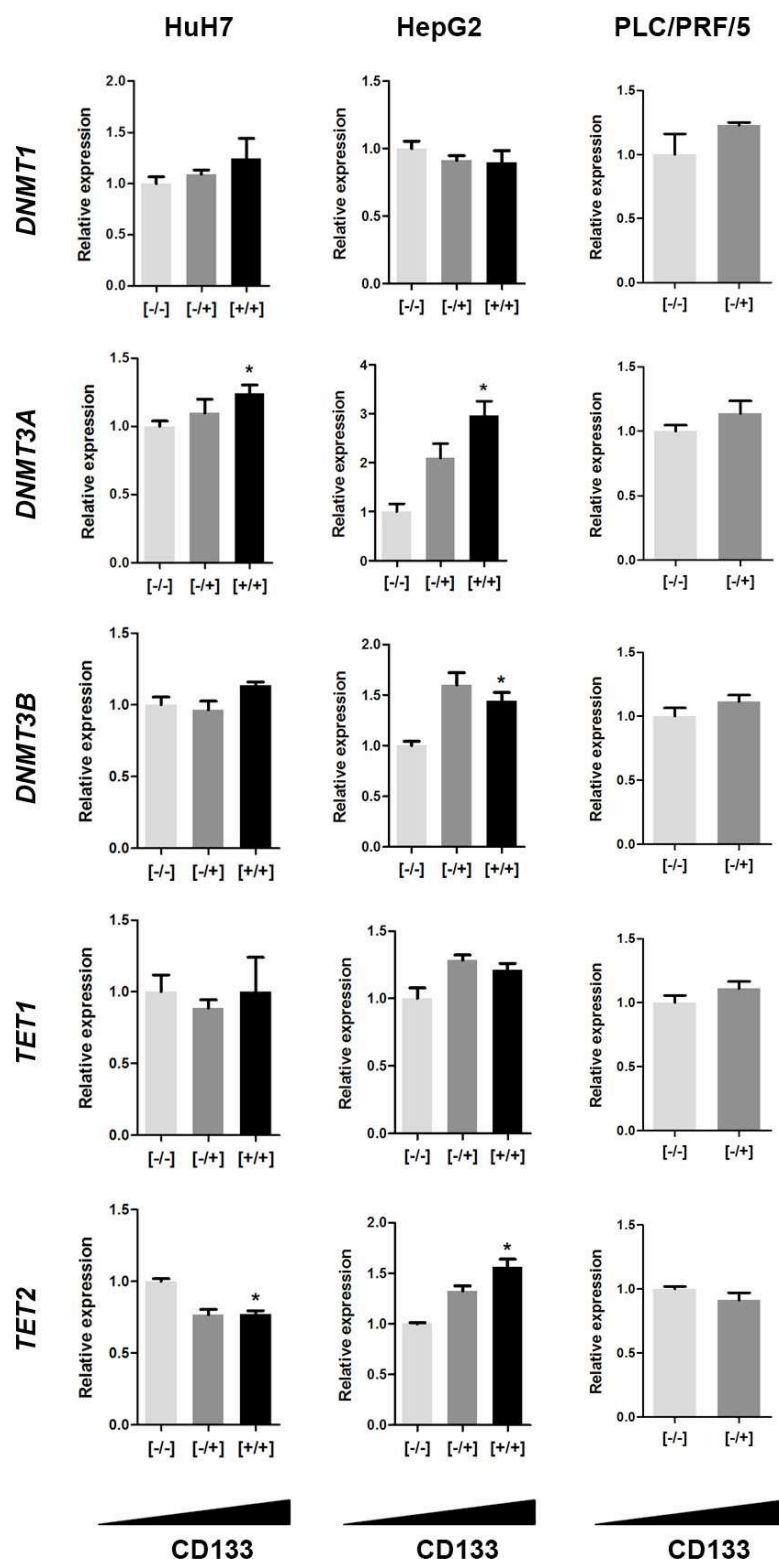 HuH7 HepG2 PLC/PRF/5
DNMT1
Relative expression
2.0
1.5
1.0
0.5
0.0
[-/-] [-/+] [+/+]
Relative expression
1.5
1.0
0.5
0.0
[-/-] [-/+] [+/+]
Relative expression
1.5
1.0
0.5
0.0
[-/-] [-/+]
DNMT3A
Relative expression
1.5
1.0
0.5
0.0
*
[-/-] [-/+] [+/+]
Relative expression
4
3
2
1
0
*
[-/-] [-/+] [+/+]
Relative expression
1.5
1.0
0.5
0.0
[-/-] [-/+]
DNMT3B
Relative expression
1.5
1.0
0.5
0.0
[-/-] [-/+] [+/+]
Relative expression
2.0
1.5
1.0
0.5
0.0
*
[-/-] [-/+] [+/+]
Relative expression
1.5
1.0
0.5
0.0
[-/-] [-/+]
TET1
Relative expression
1.5
1.0
0.5
0.0
[-/-] [-/+] [+/+]
Relative expression
1.5
1.0
0.5
0.0
[-/-] [-/+] [+/+]
Relative expression
1.5
1.0
0.5
0.0
[-/-] [-/+]
TET2
Relative expression
1.5
1.0
0.5
0.0
*
[-/-] [-/+] [+/+]
Relative expression
2.0
1.5
1.0
0.5
0.0
*
[-/-] [-/+] [+/+]
Relative expression
1.5
1.0
0.5
0.0
[-/-] [-/+]
CD133 CD133 CD133